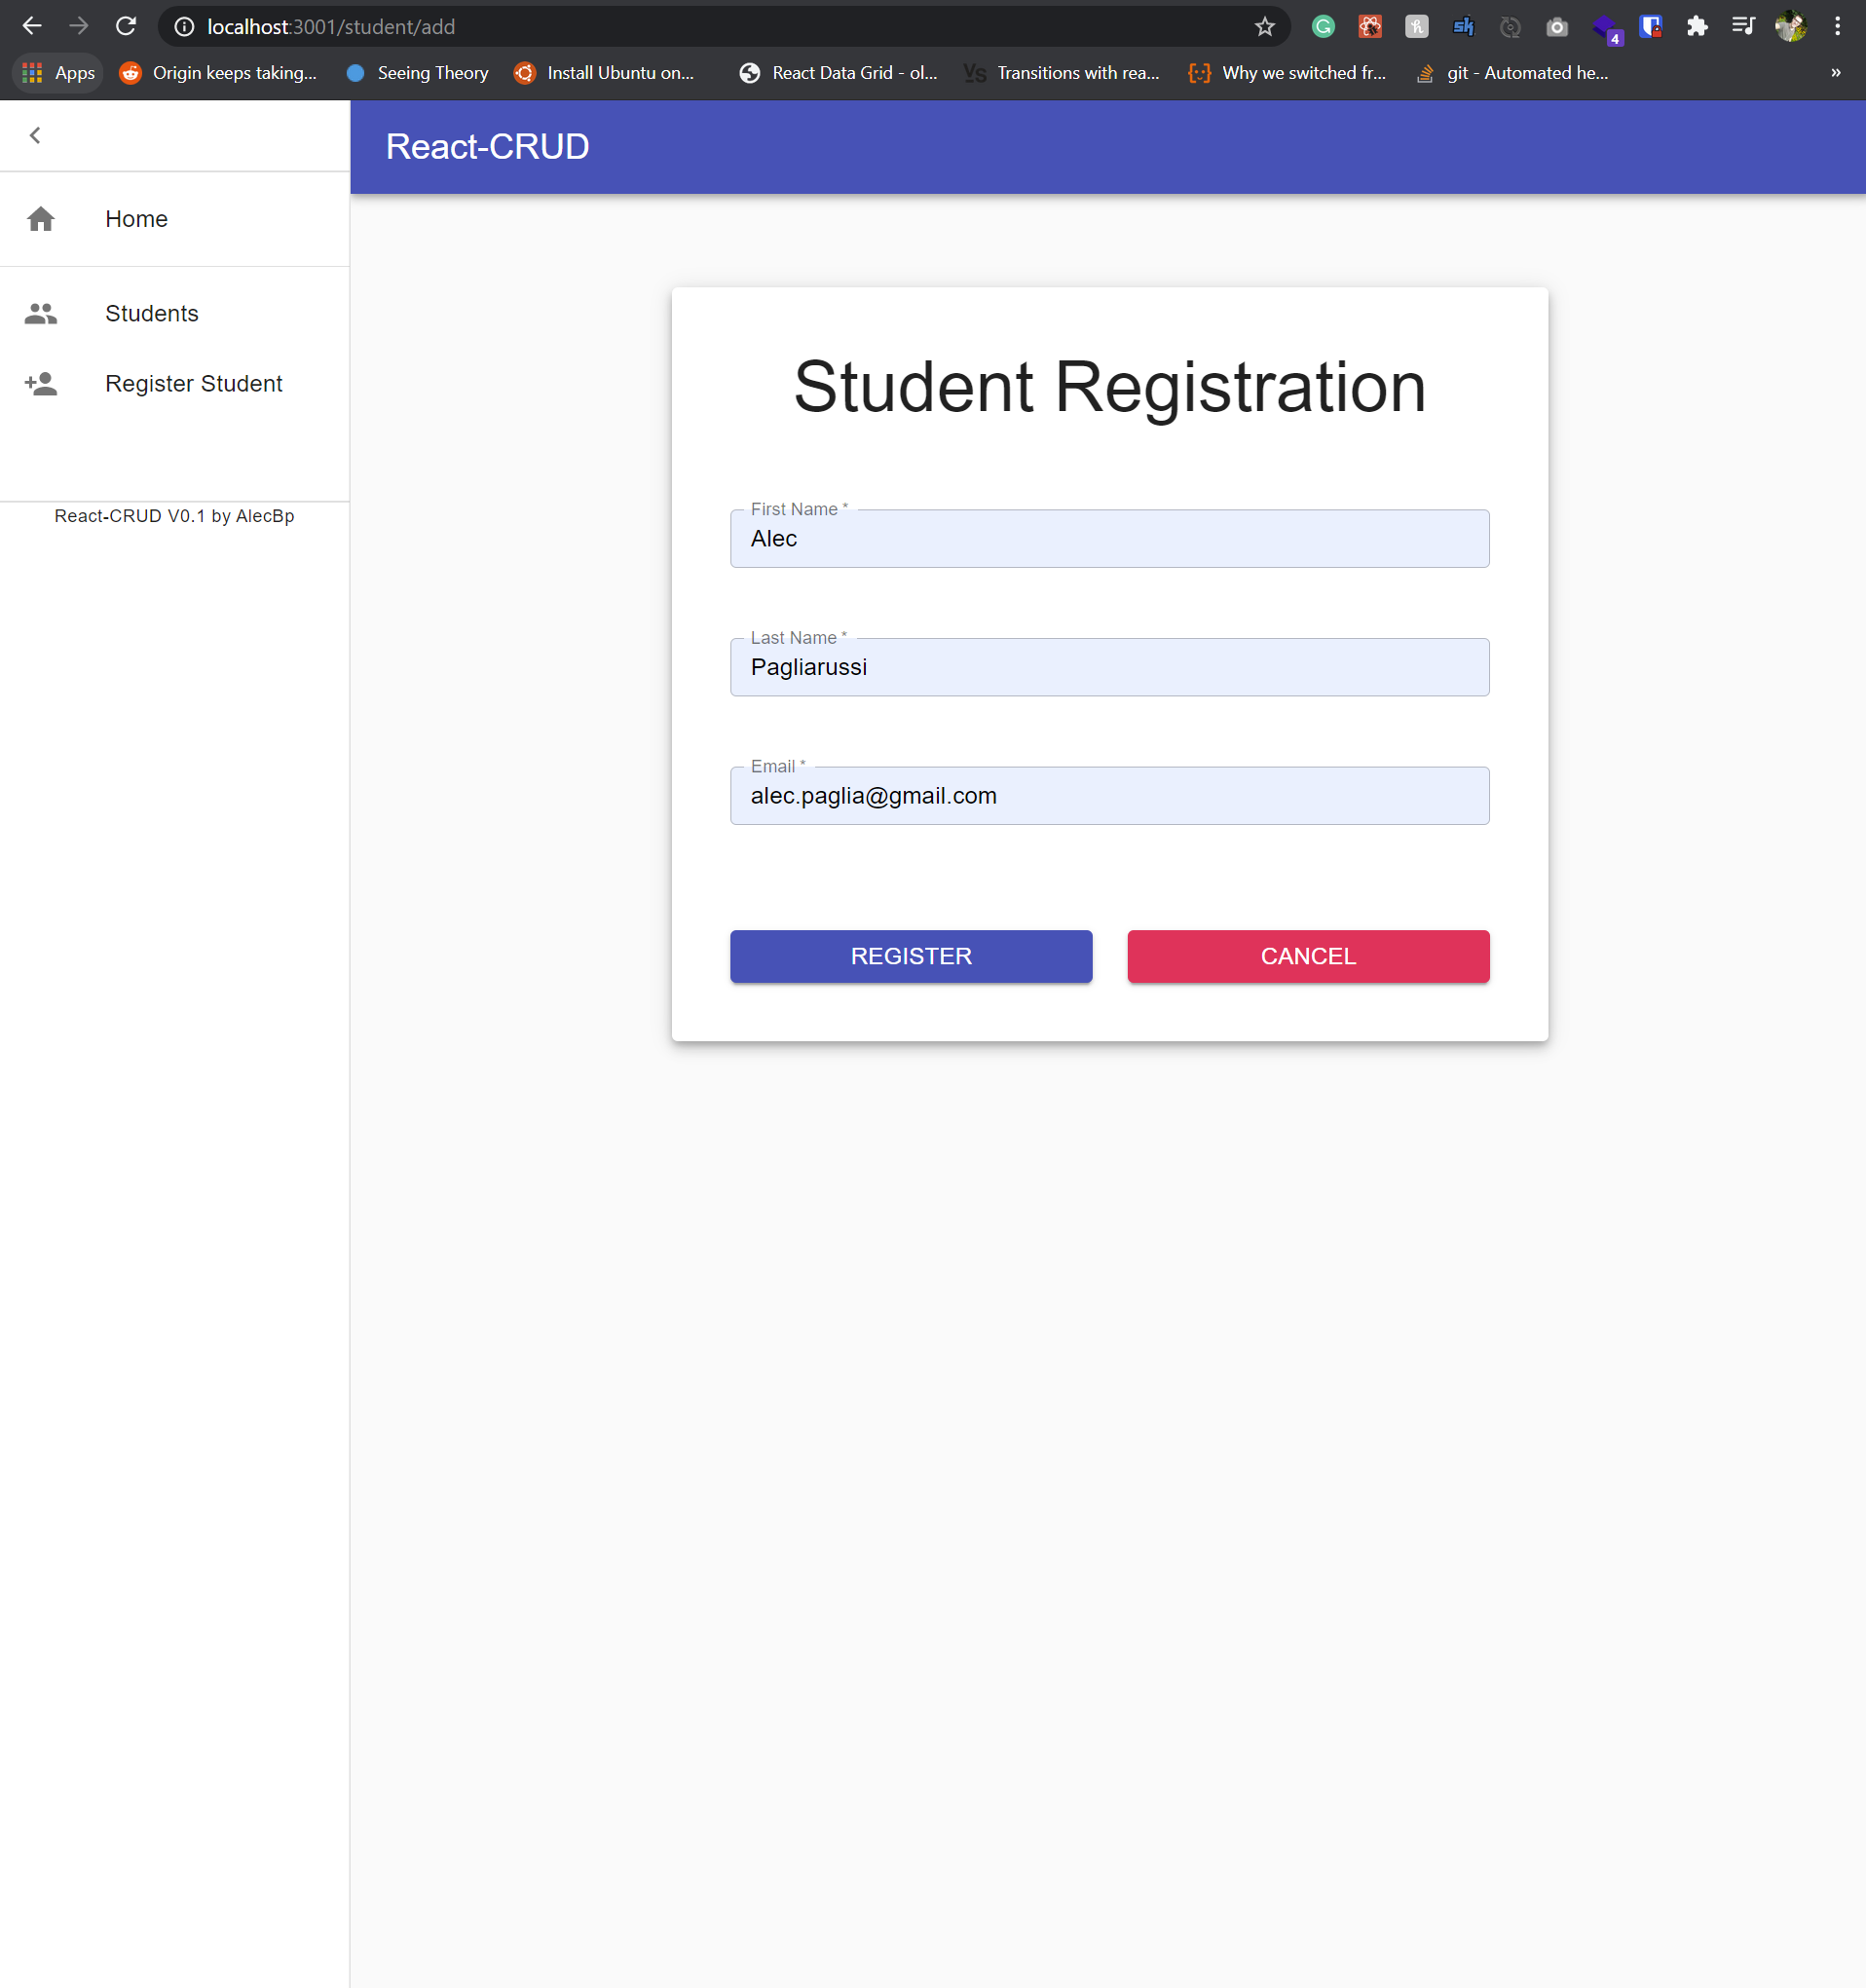 localhost:3001/student/add
4
Apps
Origin keeps taking...
Seeing Theory
Install Ubuntu on...
React Data Grid - ol...
Transitions with rea...
Why we switched fr...
git - Automated he...
»
React-CRUD
Home
Students
Register Student
React-CRUD V0.1 by AlecBp
Student Registration
First Name *
Alec
Last Name *
Pagliarussi
Email *
alec.paglia@gmail.com
REGISTER
CANCEL